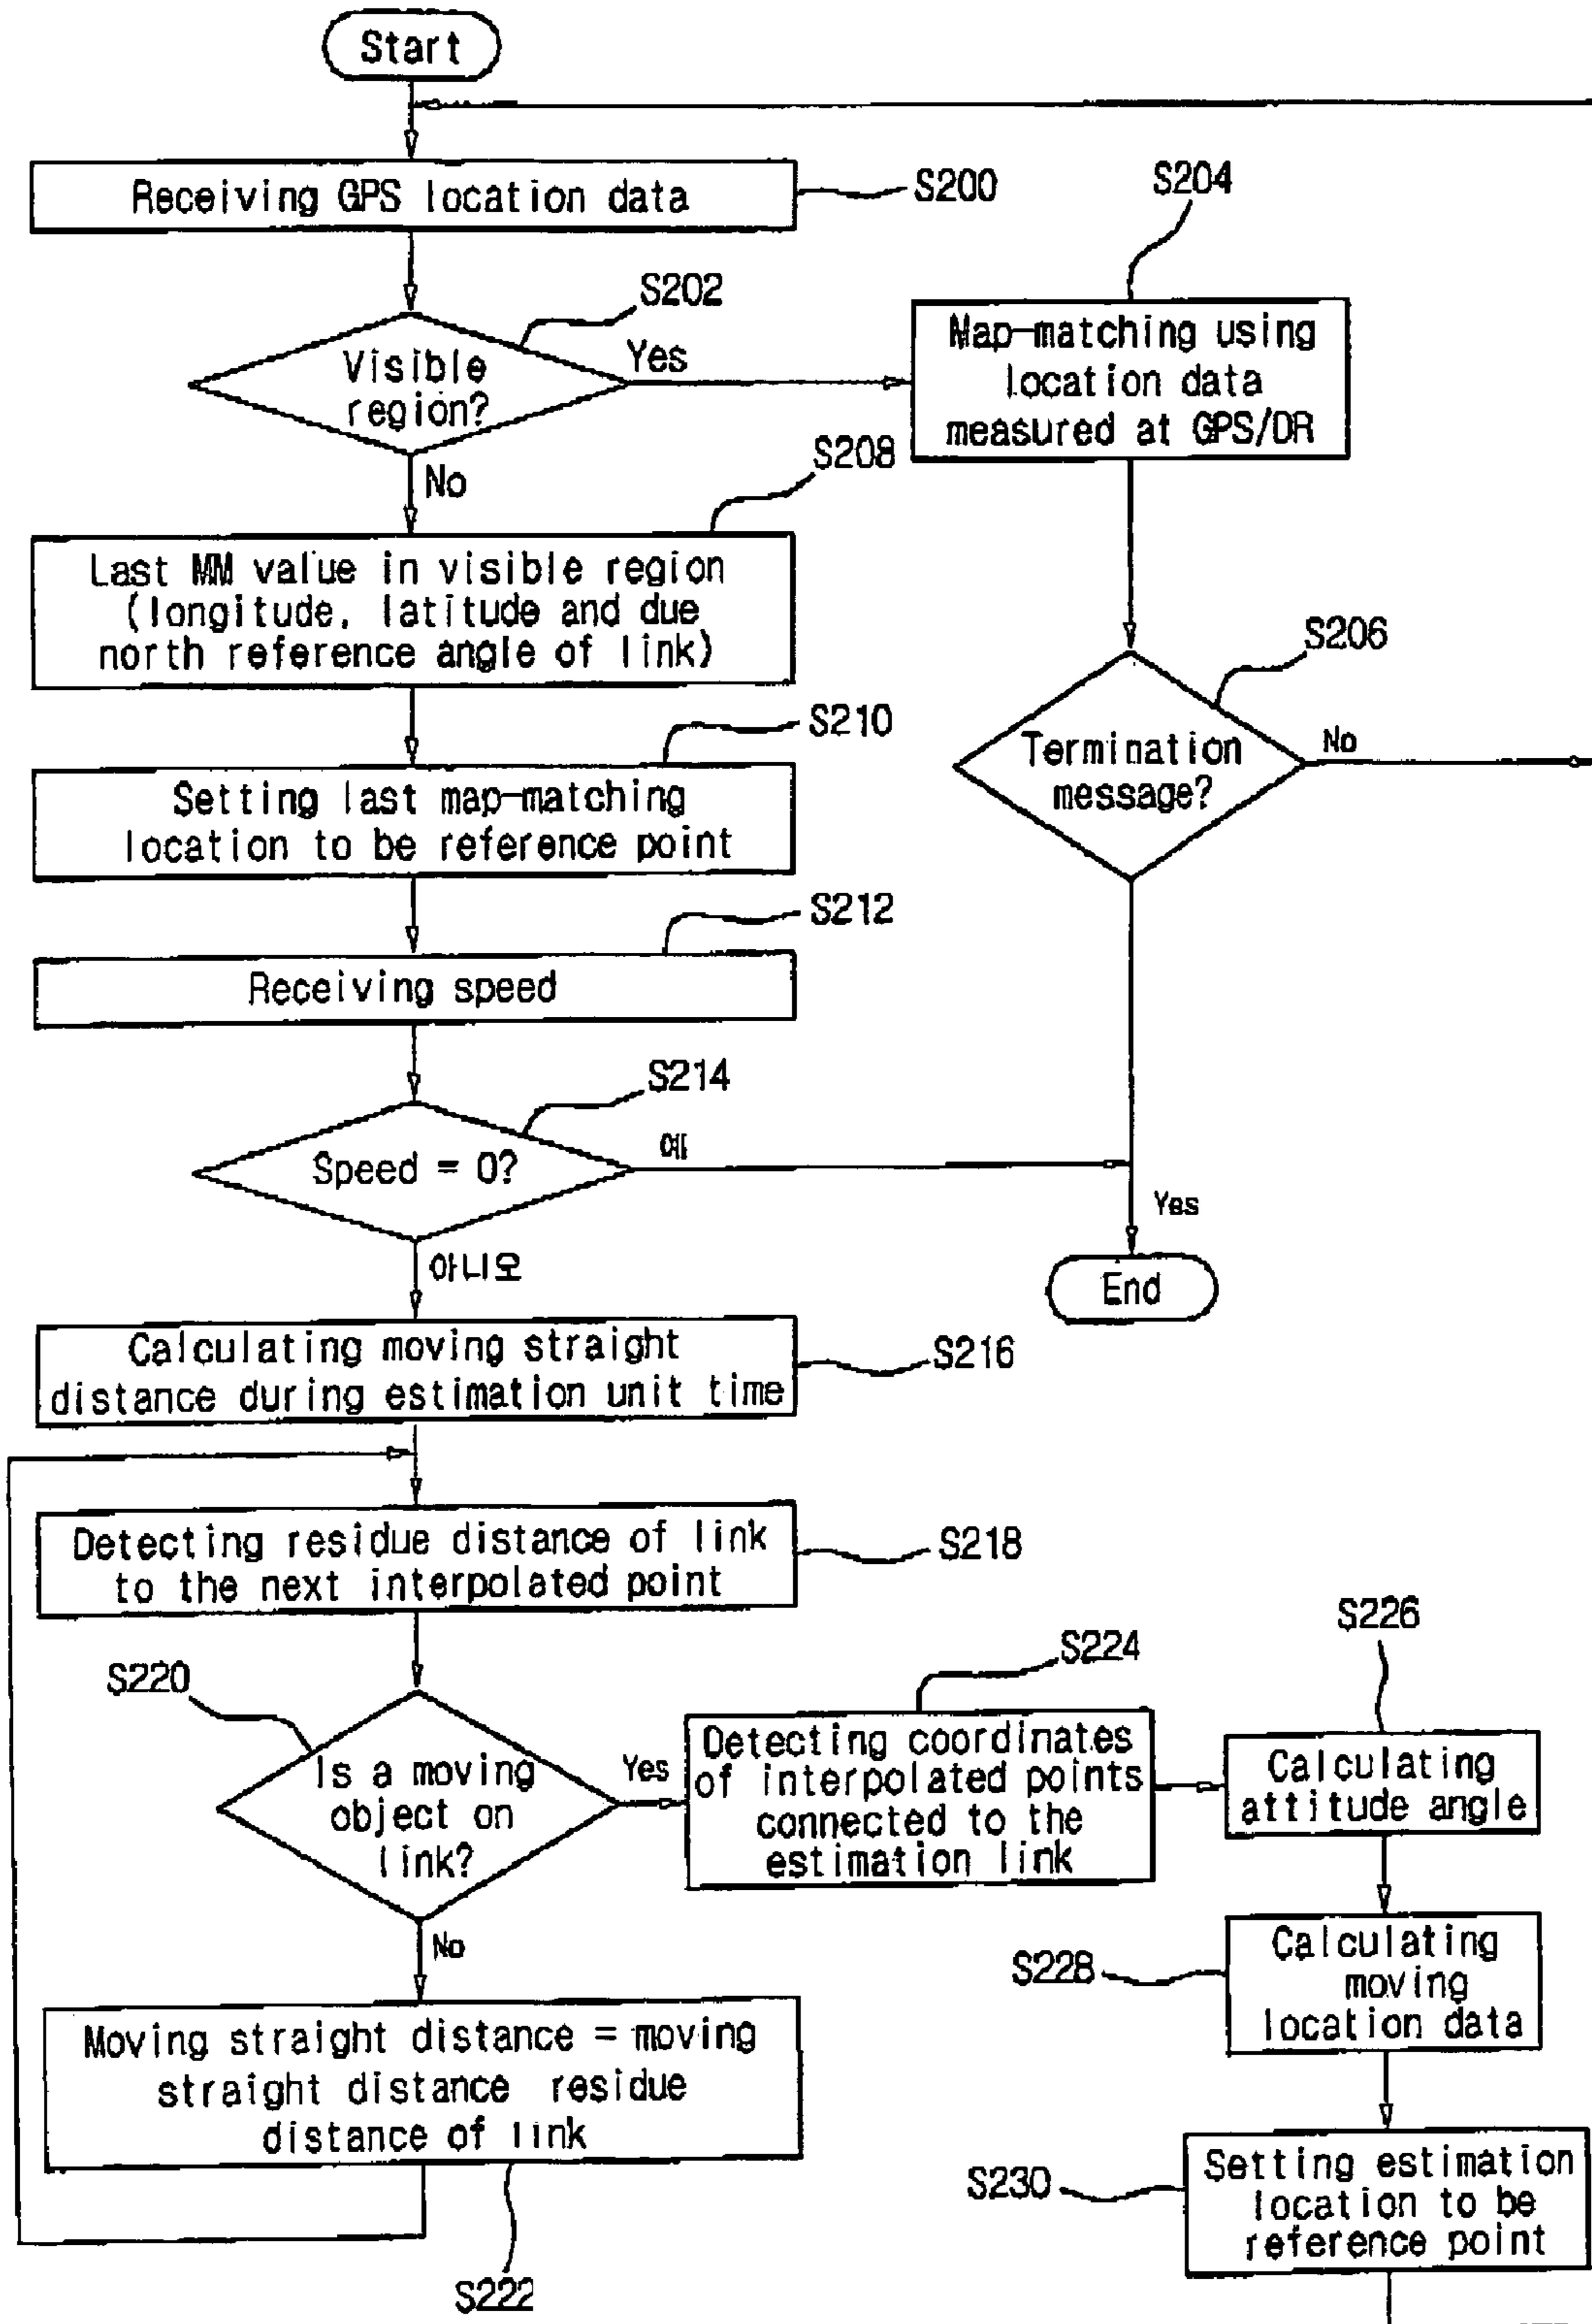 Start
Receiving GPS location data
S200
S204
S202
Visible
region?
Yes
Map-matching using
location data
measured at GPS/DR
No
S208
Last MM value in visible region
(longitude, latitude and due
north reference angle of link)
S206
Termination
message?
No
S210
Setting last map-matching
location to be reference point
S212
Receiving speed
S214
Speed = 0?
예
Yes
아니오
End
Calculating moving straight
distance during estimation unit time
S216
Detecting residue distance of link
to the next interpolated point
S218
S220
Is a moving
object on
link?
Yes
S224
Detecting coordinates
of interpolated points
connected to the
estimation link
S226
Calculating
attitude angle
No
S228
Calculating
moving
location data
Moving straight distance = moving
straight distance residue
distance of link
S222
S230
Setting estimation
location to be
reference point